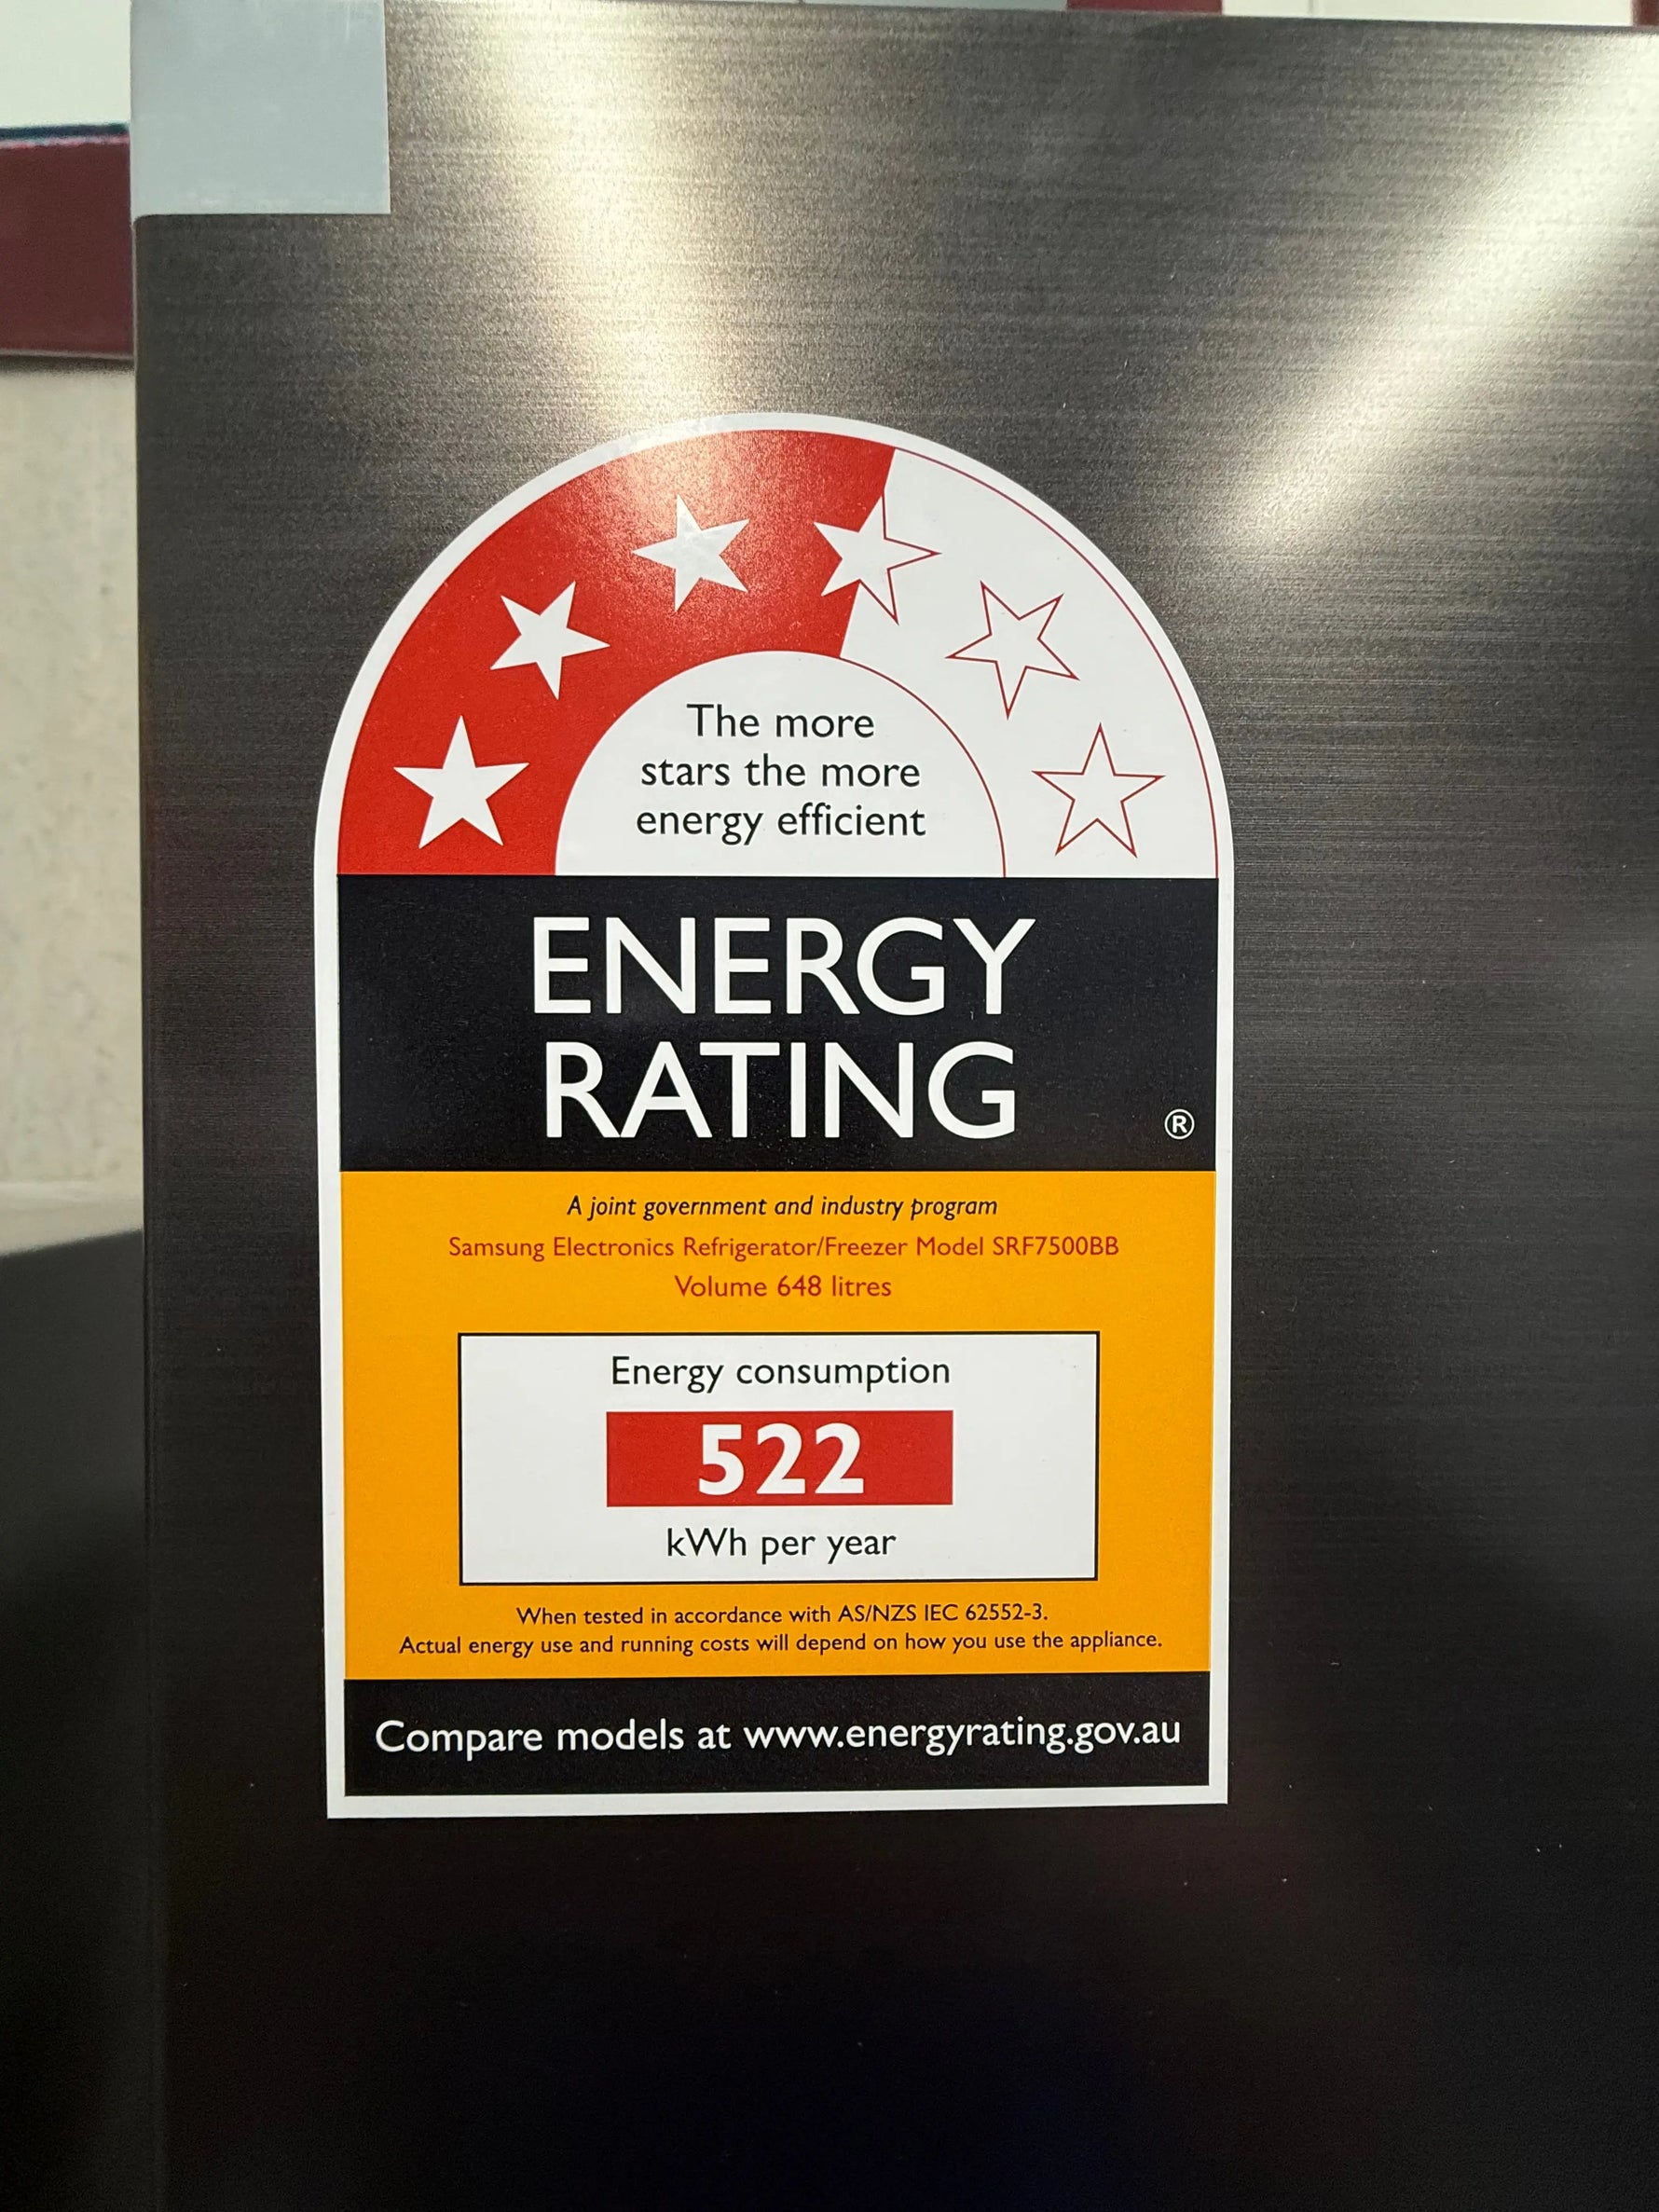 The more
stars the more
energy efficient
ENERGY
RATING
®
A joint government and industry program
Samsung Electronics Refrigerator/Freezer Model SRF7500BB
Volume 648 litres
Energy consumption
522
kWh per year
When tested in accordance with AS/NZS IEC 62552-3.
Actual energy use and running costs will depend on how you use the appliance.
Compare models at www.energyrating.gov.au